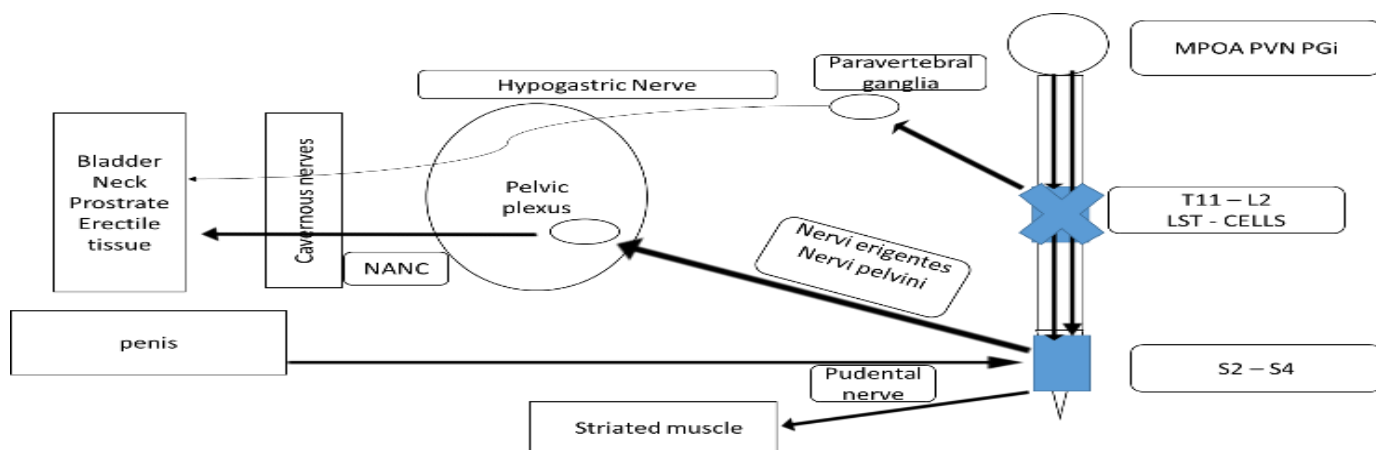 MPOA PVN PGi
Paravertebral
ganglia
Hypogastric Nerve
Bladder
Neck
Prostrate
Erectile
tissue
Cavernous nerves
Pelvic
plexus
T11 – L2
LST - CELLS
Nervi erigentes
Nervi pelvini
NANC
penis
S2 – S4
Pudental
nerve
Striated muscle